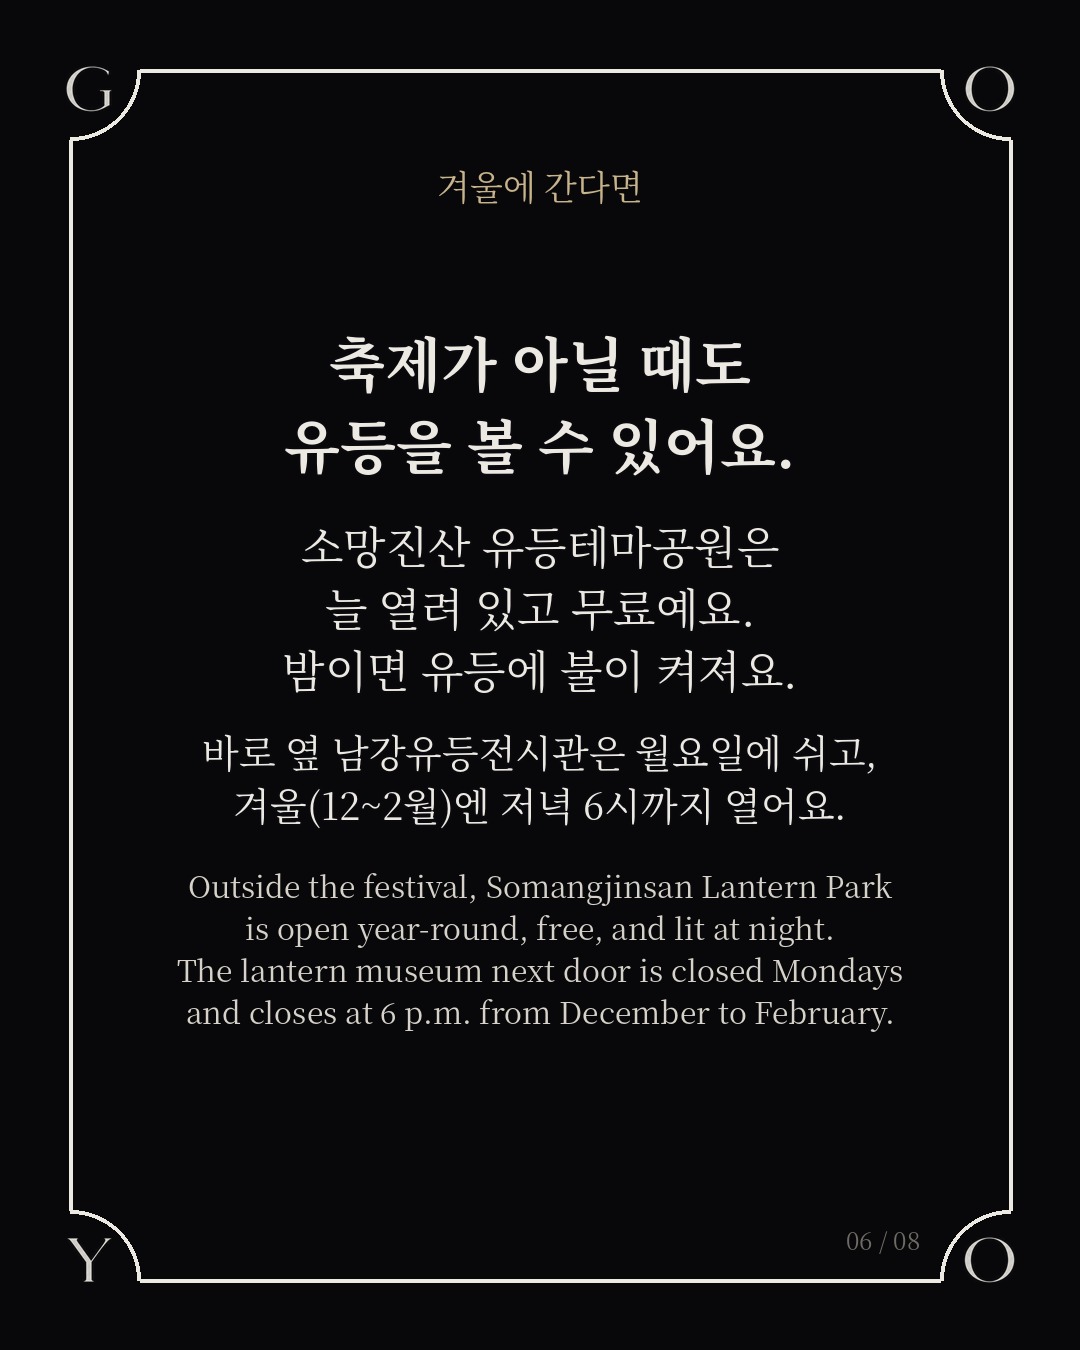 G O
겨울에 간다면
축제가 아닐 때도
유등을 볼 수 있어요.
소망진산 유등테마공원은
늘 열려 있고 무료예요.
밤이면 유등에 불이 켜져요.
바로 옆 남강유등전시관은 월요일에 쉬고,
겨울(12~2월)엔 저녁 6시까지 열어요.
Outside the festival, Somangjinsan Lantern Park
is open year-round, free, and lit at night.
The lantern museum next door is closed Mondays
and closes at 6 p.m. from December to February.
06 / 08
Y O